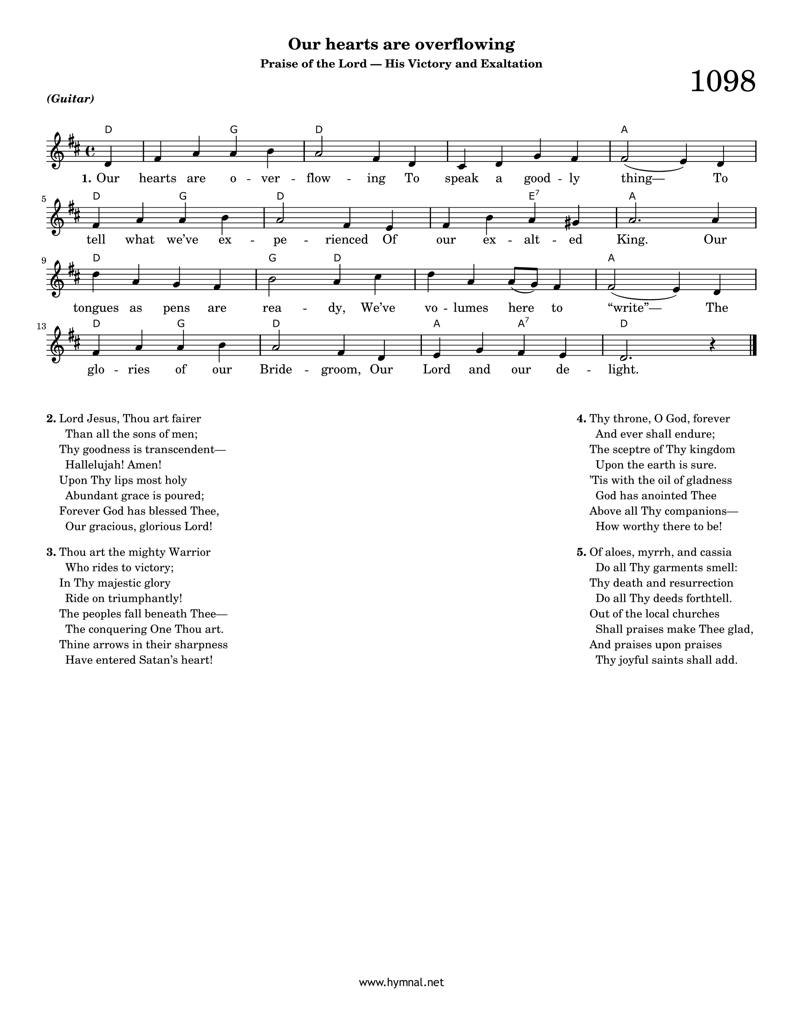 Our hearts are overflowing
Praise of the Lord — His Victory and Exaltation
1098
(Guitar)
D G D A
1. Our hearts are o - ver - flow - ing To speak a good - ly thing— To
5 D G D E7 A
tell what we've ex - pe - rienced Of our ex - alt - ed King. Our
9 D G D A
tongues as pens are rea - dy, We've vo - lumes here to “write”— The
13 D G D A A7 D
glo - ries of our Bride - groom, Our Lord and our de - light.
2. Lord Jesus, Thou art fairer
Than all the sons of men;
Thy goodness is transcendent—
Hallelujah! Amen!
Upon Thy lips most holy
Abundant grace is poured;
Forever God has blessed Thee,
Our gracious, glorious Lord!
3. Thou art the mighty Warrior
Who rides to victory;
In Thy majestic glory
Ride on triumphantly!
The peoples fall beneath Thee—
The conquering One Thou art.
Thine arrows in their sharpness
Have entered Satan's heart!
4. Thy throne, O God, forever
And ever shall endure;
The sceptre of Thy kingdom
Upon the earth is sure.
'Tis with the oil of gladness
God has anointed Thee
Above all Thy companions—
How worthy there to be!
5. Of aloes, myrrh, and cassia
Do all Thy garments smell:
Thy death and resurrection
Do all Thy deeds forthtell.
Out of the local churches
Shall praises make Thee glad,
And praises upon praises
Thy joyful saints shall add.
www.hymnal.net